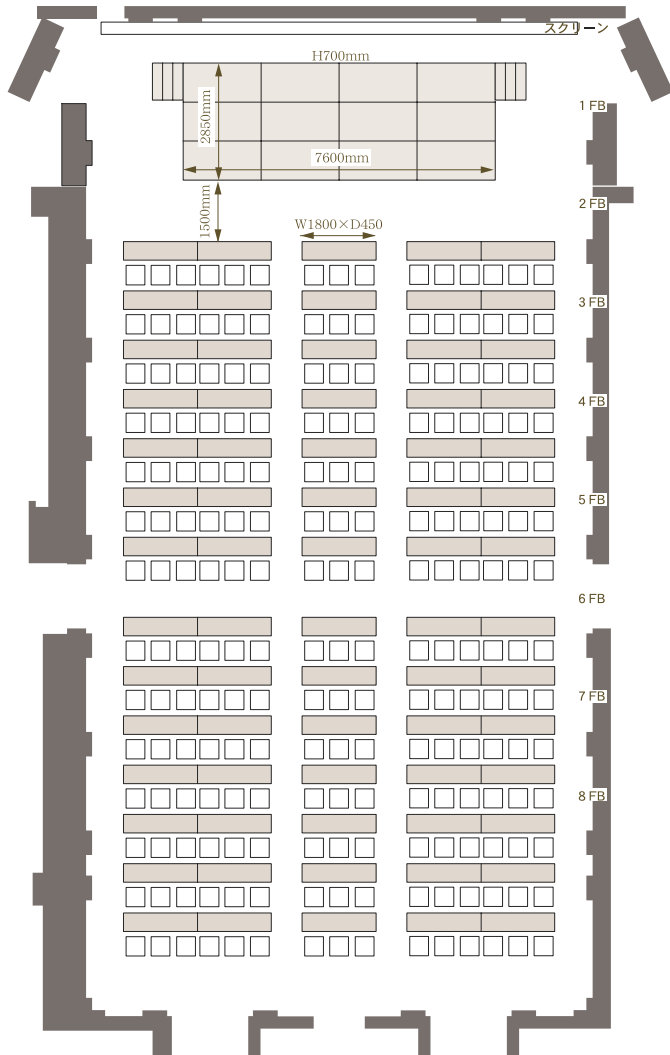 スクリーン
H700mm
1 FB
2850mm
7600mm
2 FB
1500mm
W1800×D450
3 FB
4 FB
5 FB
6 FB
7 FB
8 FB